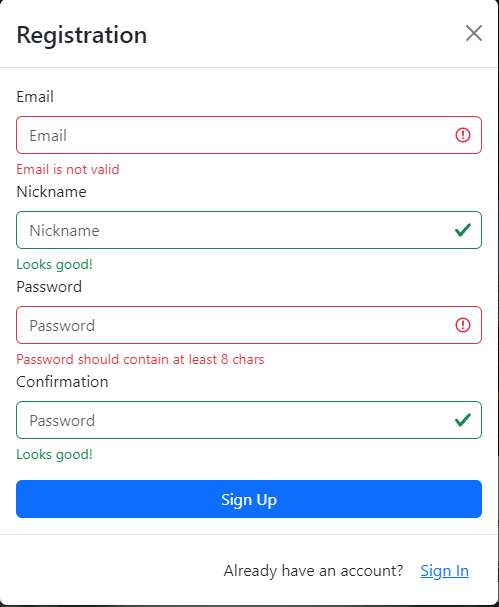 Registration
Email
Email
Email is not valid
Nickname
Nickname
Looks good!
Password
Password
Password should contain at least 8 chars
Confirmation
Password
Looks good!
Sign Up
Already have an account? Sign In